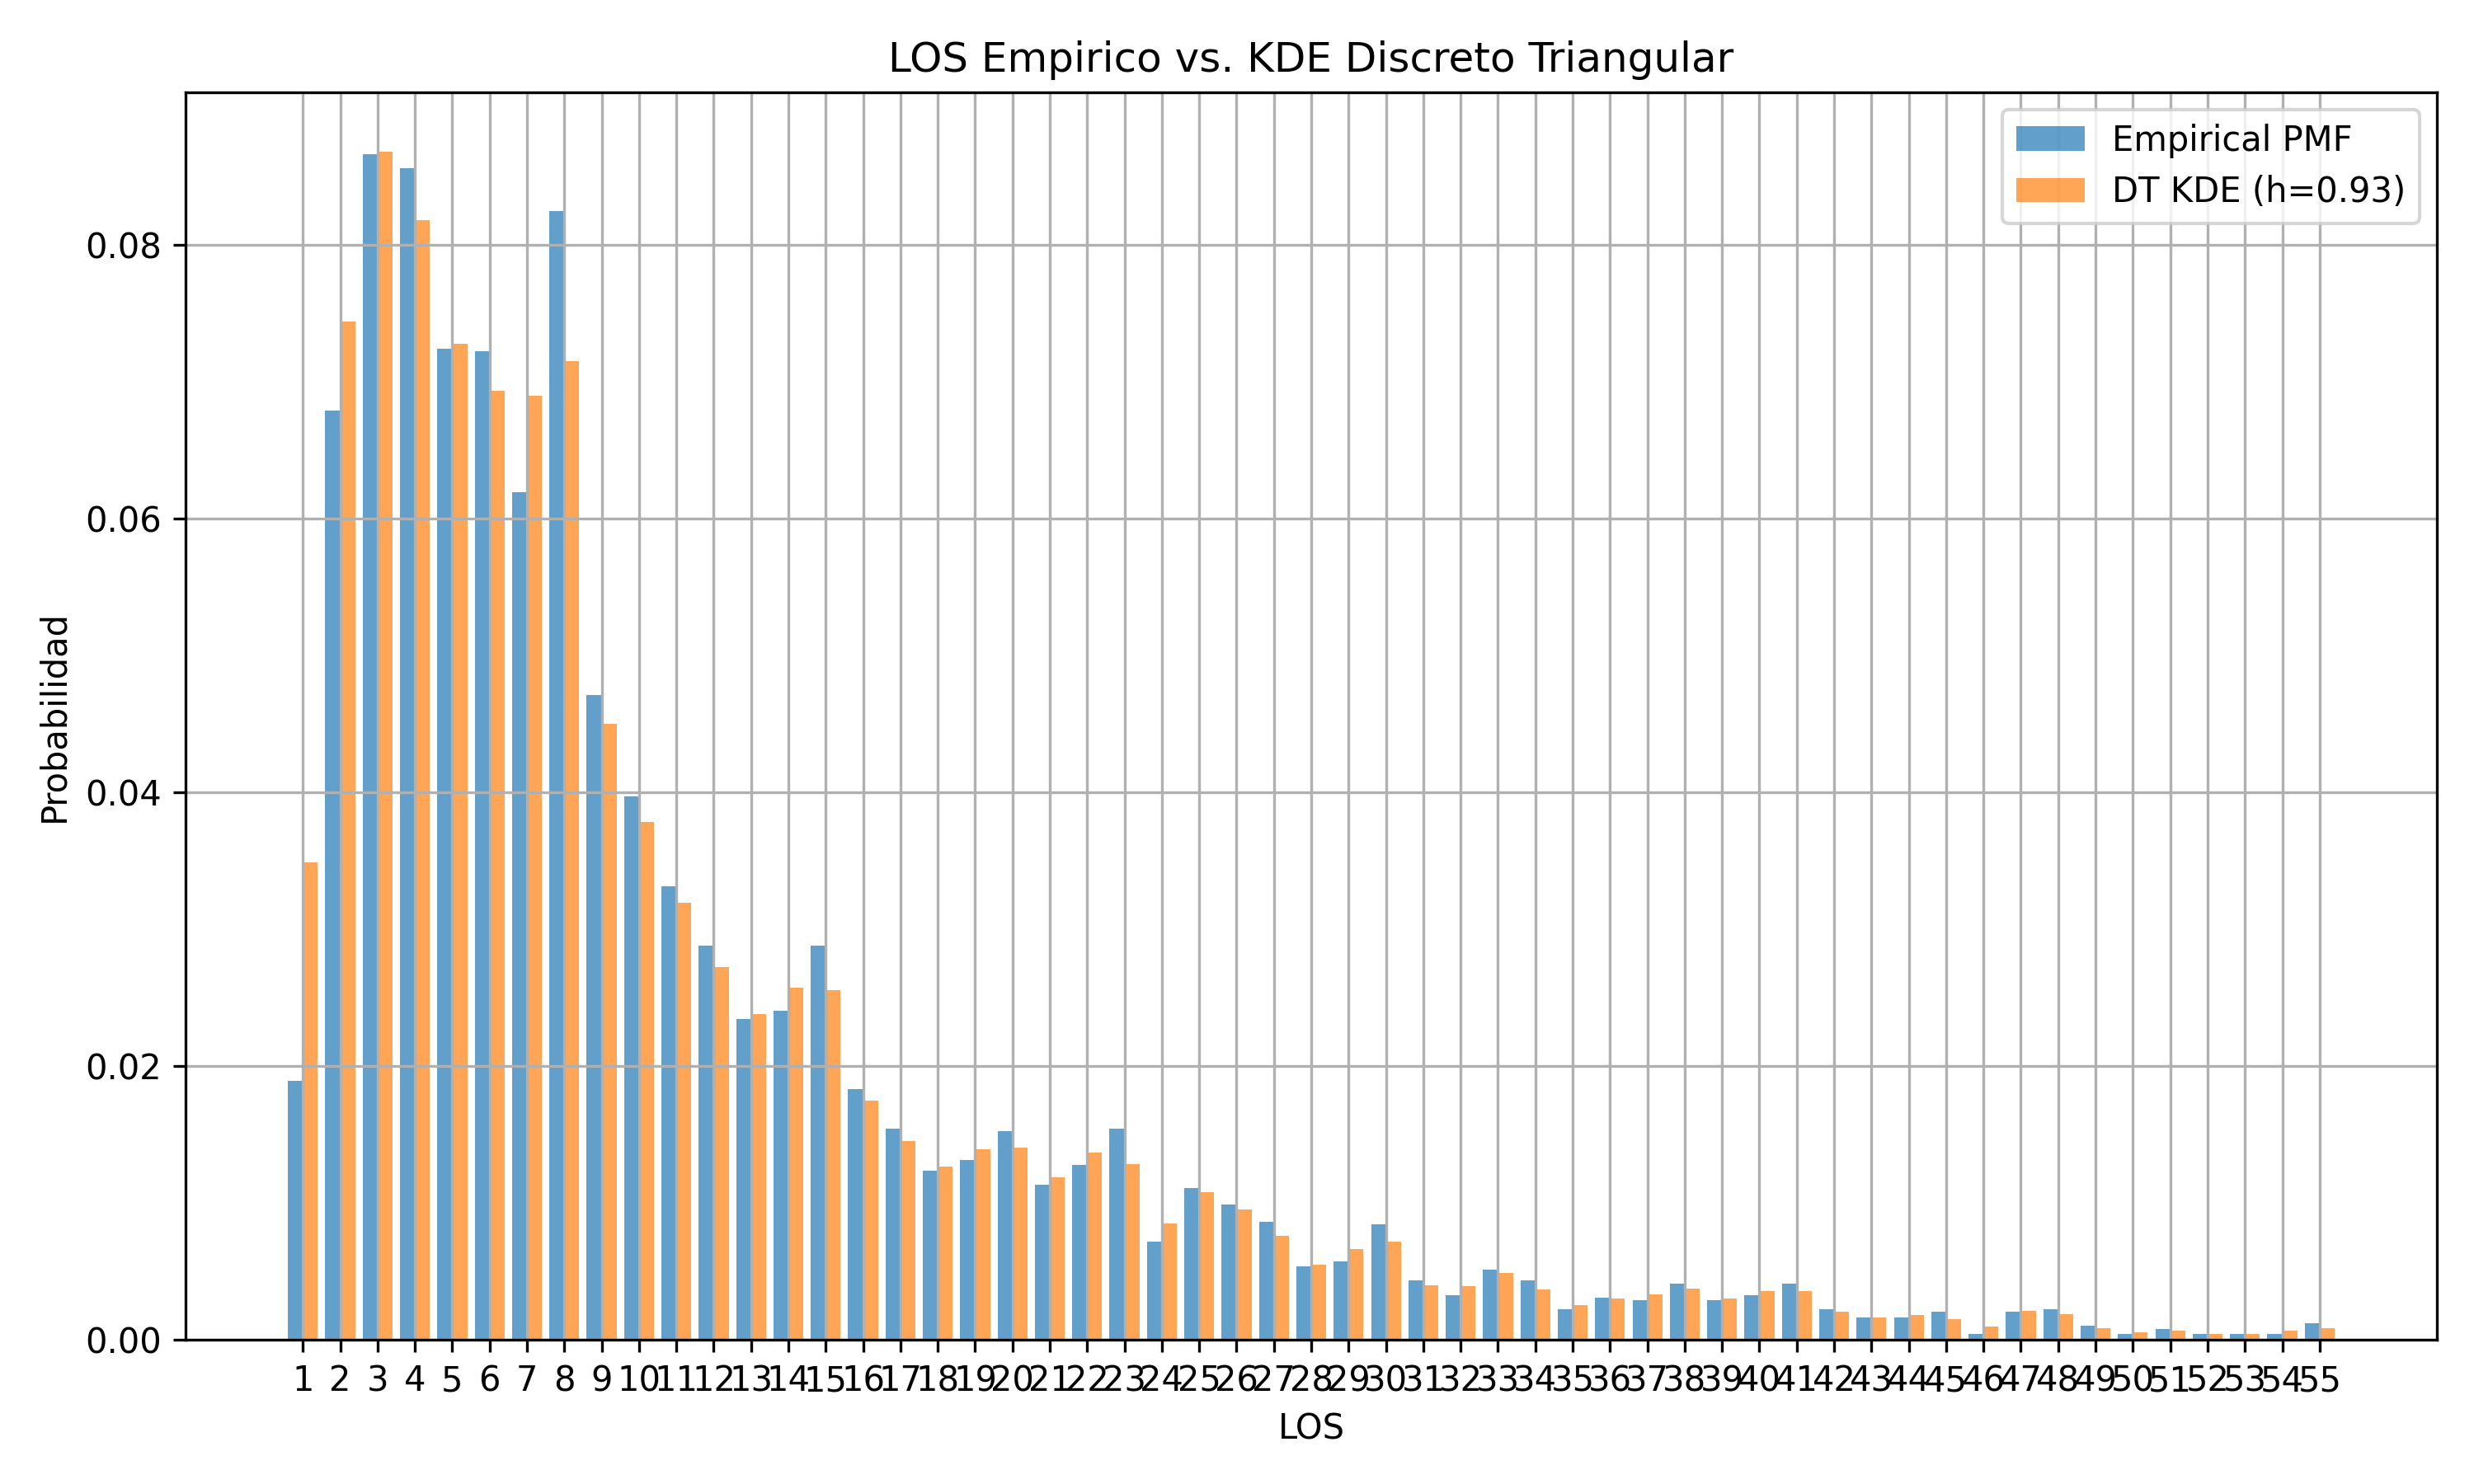 LOS Empirico vs. KDE Discreto Triangular
Empirical PMF
DT KDE (h=0.93)
Probabilidad
0.08
0.06
0.04
0.02
0.00
1 2 3 4 5 6 7 8 9 10 11 12 13 14 15 16 17 18 19 20 21 22 23 24 25 26 27 28 29 30 31 32 33 34 35 36 37 38 39 40 41 42 43 44 45 46 47 48 49 50 51 52 53 54 55
LOS